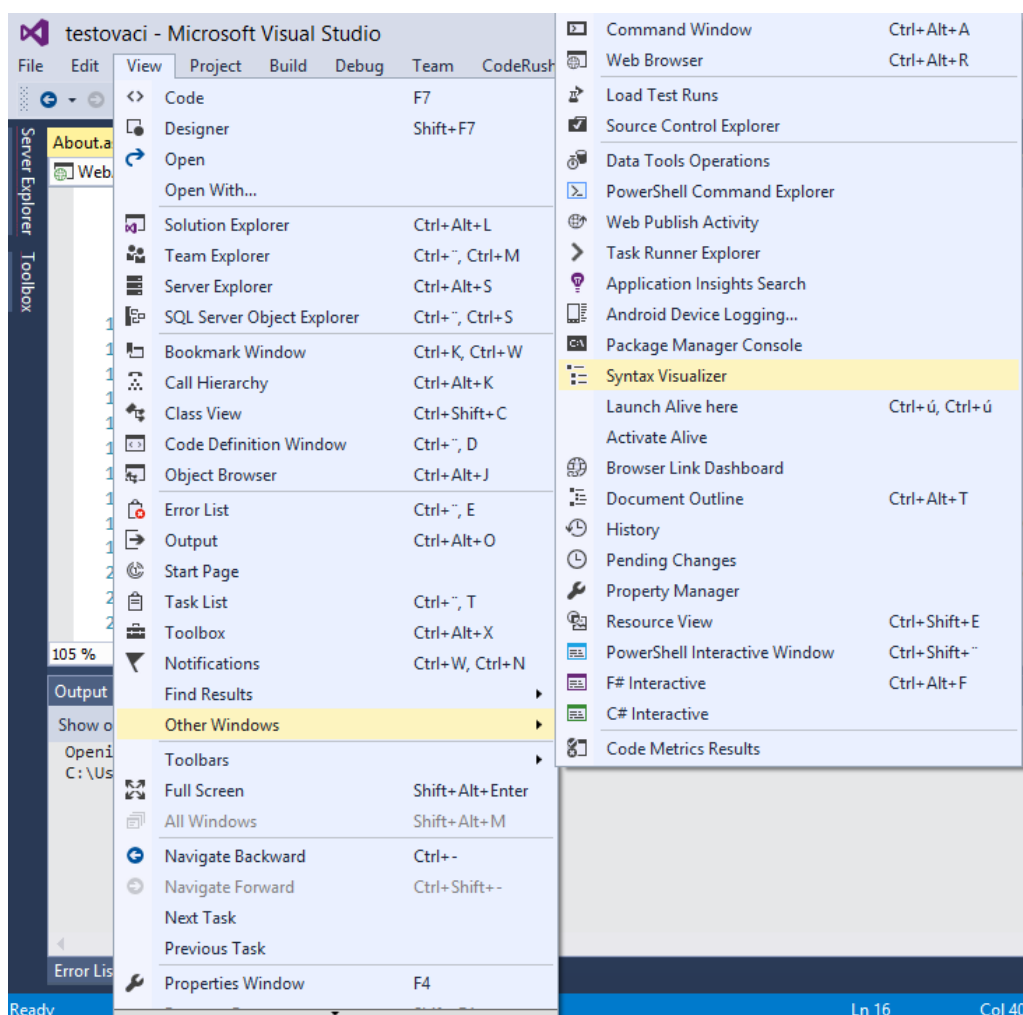 testovaci - Microsoft Visual Studio
File Edit View Project Build Debug Team CodeRush
Server Explorer
Toolbox
About.a
Web.
105 %
Output
Show o
Openi
C:\Us
Error Lis
Ready
Ln 16 Col 40
Code F7
Designer Shift+F7
Open
Open With...
Solution Explorer Ctrl+Alt+L
Team Explorer Ctrl+¨, Ctrl+M
Server Explorer Ctrl+Alt+S
SQL Server Object Explorer Ctrl+¨, Ctrl+S
Bookmark Window Ctrl+K, Ctrl+W
Call Hierarchy Ctrl+Alt+K
Class View Ctrl+Shift+C
Code Definition Window Ctrl+¨, D
Object Browser Ctrl+Alt+J
Error List Ctrl+¨, E
Output Ctrl+Alt+O
Start Page
Task List Ctrl+¨, T
Toolbox Ctrl+Alt+X
Notifications Ctrl+W, Ctrl+N
Find Results
Other Windows
Toolbars
Full Screen Shift+Alt+Enter
All Windows Shift+Alt+M
Navigate Backward Ctrl+-
Navigate Forward Ctrl+Shift+-
Next Task
Previous Task
Properties Window F4
Command Window Ctrl+Alt+A
Web Browser Ctrl+Alt+R
Load Test Runs
Source Control Explorer
Data Tools Operations
PowerShell Command Explorer
Web Publish Activity
Task Runner Explorer
Application Insights Search
Android Device Logging...
Package Manager Console
Syntax Visualizer
Launch Alive here Ctrl+ú, Ctrl+ú
Activate Alive
Browser Link Dashboard
Document Outline Ctrl+Alt+T
History
Pending Changes
Property Manager
Resource View Ctrl+Shift+E
PowerShell Interactive Window Ctrl+Shift+¨
F# Interactive Ctrl+Alt+F
C# Interactive
Code Metrics Results